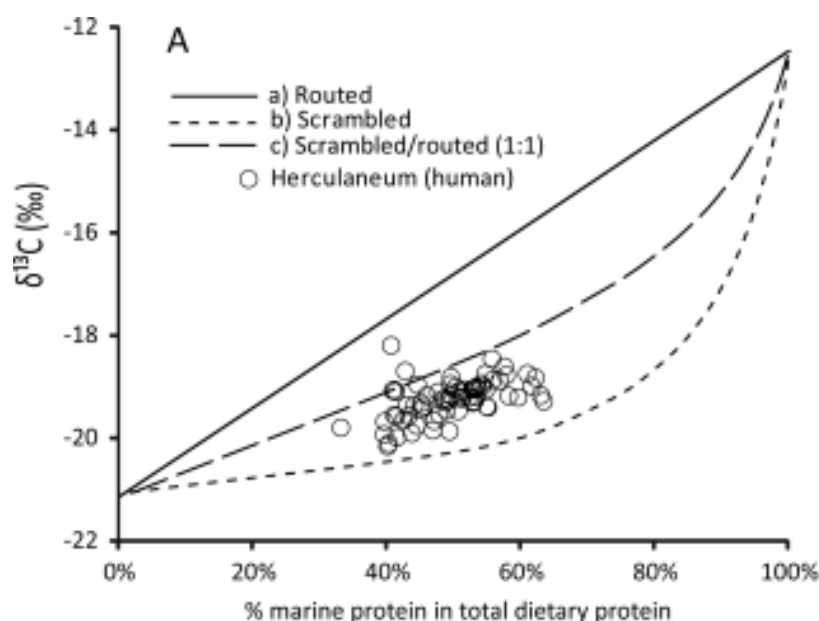 A
a) Routed
b) Scrambled
c) Scrambled/routed (1:1)
Herculaneum (human)
δ¹³C (‰)
-12
-14
-16
-18
-20
-22
0%
20%
40%
60%
80%
100%
% marine protein in total dietary protein